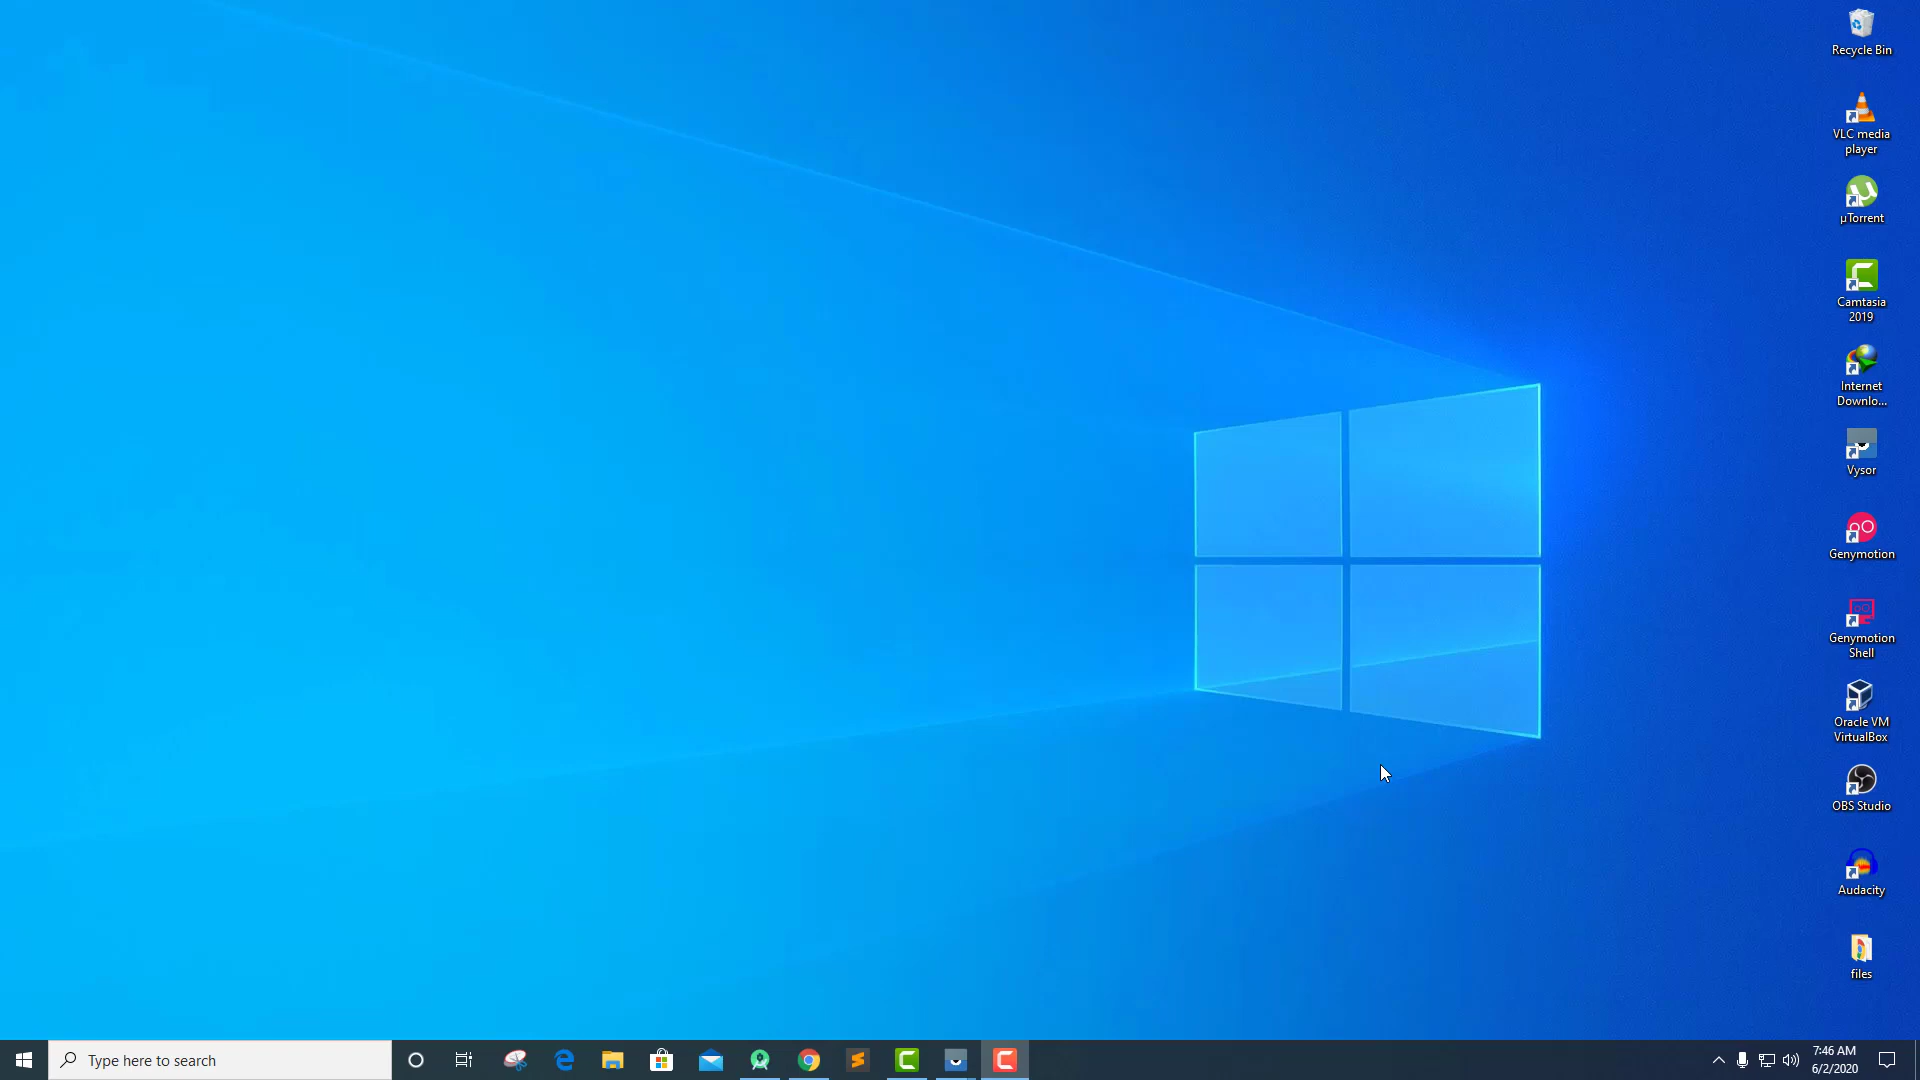 Recycle Bin
VLC media
player
µTorrent
Camtasia
2019
Internet
Downlo...
Vysor
Genymotion
Genymotion
Shell
Oracle VM
VirtualBox
OBS Studio
Audacity
files
Type here to search
7:46 AM
6/2/2020